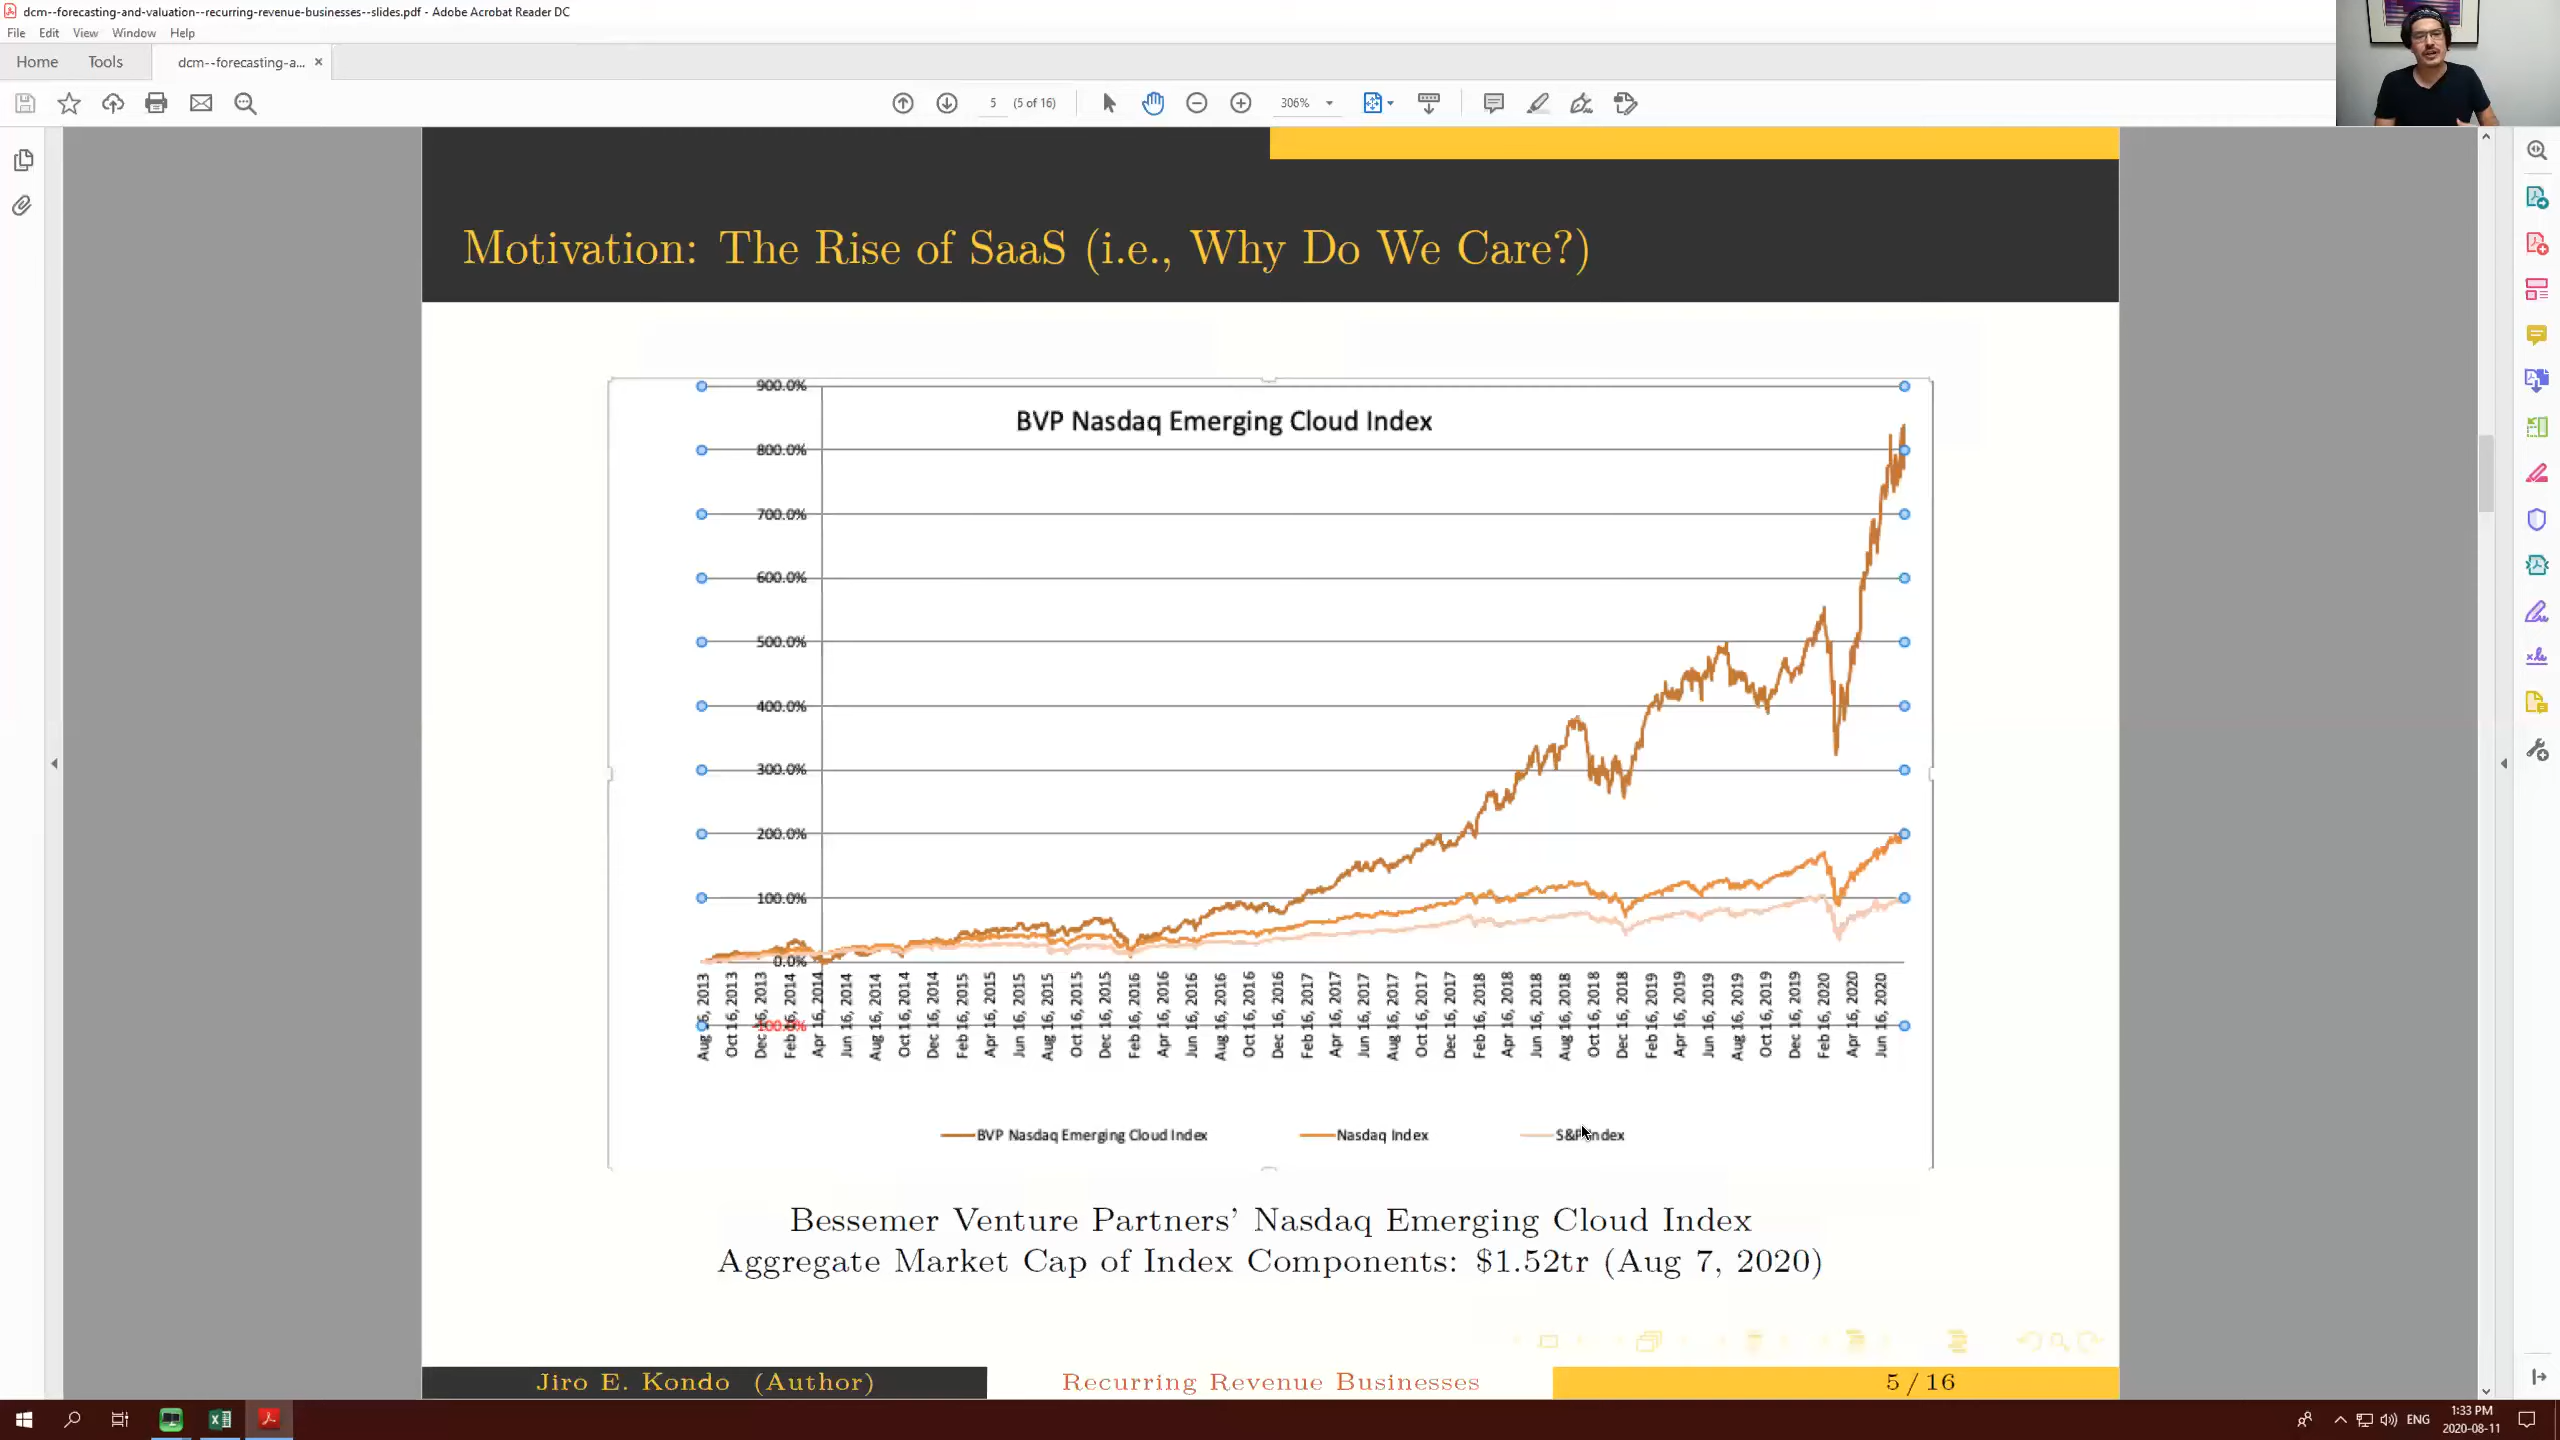 dcm--forecasting-and-valuation--recurring-revenue-businesses--slides.pdf - Adobe Acrobat Reader DC
File Edit View Window Help
Home Tools dcm--forecasting-a... ×
5 (5 of 16) 306%
Motivation: The Rise of SaaS (i.e., Why Do We Care?)
BVP Nasdaq Emerging Cloud Index
900.0%
800.0%
700.0%
600.0%
500.0%
400.0%
300.0%
200.0%
100.0%
0.0%
-100.0%
Aug 16, 2013
Oct 16, 2013
Dec 16, 2013
Feb 16, 2014
Apr 16, 2014
Jun 16, 2014
Aug 16, 2014
Oct 16, 2014
Dec 16, 2014
Feb 16, 2015
Apr 16, 2015
Jun 16, 2015
Aug 16, 2015
Oct 16, 2015
Dec 16, 2015
Feb 16, 2016
Apr 16, 2016
Jun 16, 2016
Aug 16, 2016
Oct 16, 2016
Dec 16, 2016
Feb 16, 2017
Apr 16, 2017
Jun 16, 2017
Aug 16, 2017
Oct 16, 2017
Dec 16, 2017
Feb 16, 2018
Apr 16, 2018
Jun 16, 2018
Aug 16, 2018
Oct 16, 2018
Dec 16, 2018
Feb 16, 2019
Apr 16, 2019
Jun 16, 2019
Aug 16, 2019
Oct 16, 2019
Dec 16, 2019
Feb 16, 2020
Apr 16, 2020
Jun 16, 2020
BVP Nasdaq Emerging Cloud Index Nasdaq Index S&P Index
Bessemer Venture Partners' Nasdaq Emerging Cloud Index
Aggregate Market Cap of Index Components: $1.52tr (Aug 7, 2020)
Jiro E. Kondo (Author) Recurring Revenue Businesses 5 / 16
ENG
1:33 PM
2020-08-11